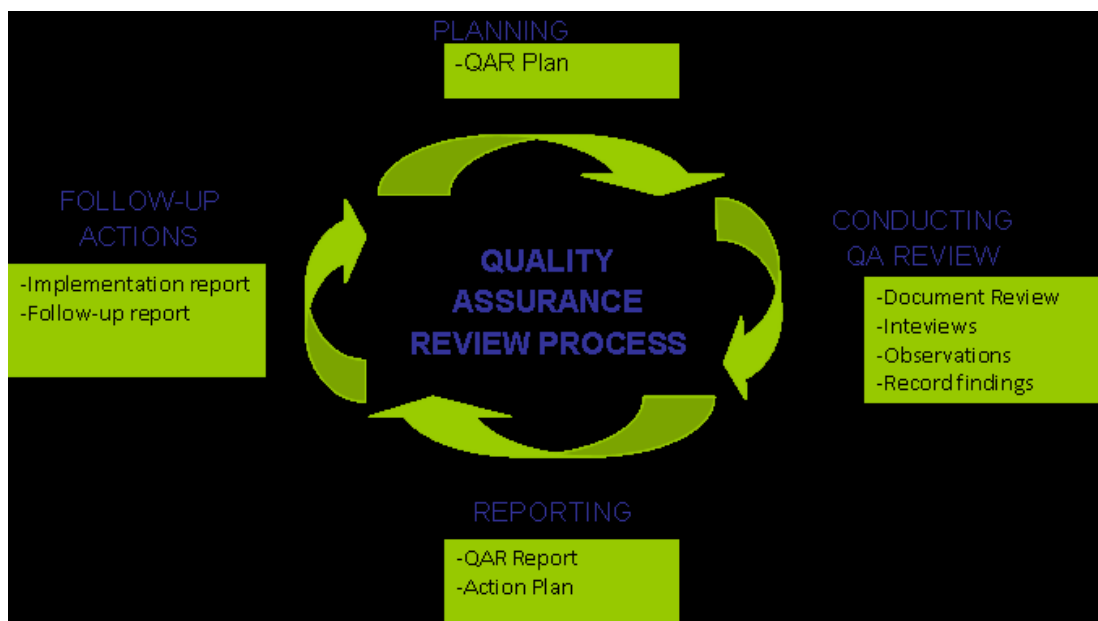 PLANNING
-QAR Plan
FOLLOW-UP
ACTIONS
-Implementation report
-Follow-up report
QUALITY
ASSURANCE
REVIEW PROCESS
CONDUCTING
QA REVIEW
-Document Review
-Inteviews
-Observations
-Record findings
REPORTING
-QAR Report
-Action Plan